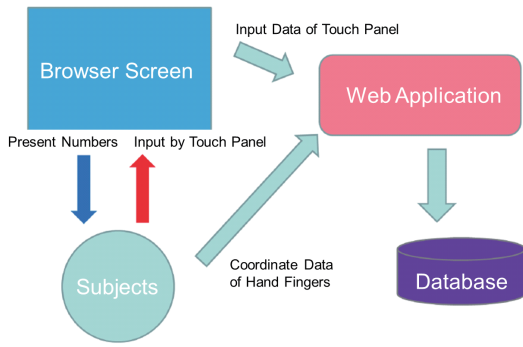 Input Data of Touch Panel
Browser Screen
Web Application
Present Numbers
Input by Touch Panel
Subjects
Coordinate Data
of Hand Fingers
Database